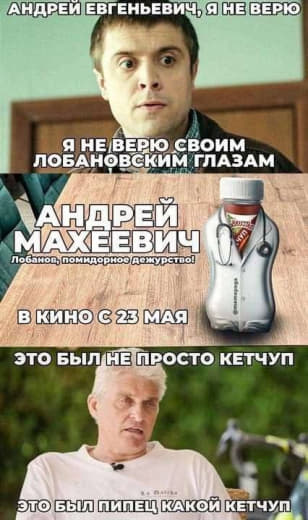 АНДРЕЙ ЕВГЕНЬЕВИЧ, Я НЕ ВЕРЮ
Я НЕ ВЕРЮ СВОИМ
ЛОБАНОВСКИМ ГЛАЗАМ
АНДРЕЙ
МАХЕЕВИЧ
Лобанов, помидорное дежурство!
В КИНО С 23 МАЯ
ЭТО БЫЛ НЕ ПРОСТО КЕТЧУП
ЭТО БЫЛ ПИПЕЦ КАКОЙ КЕТЧУП